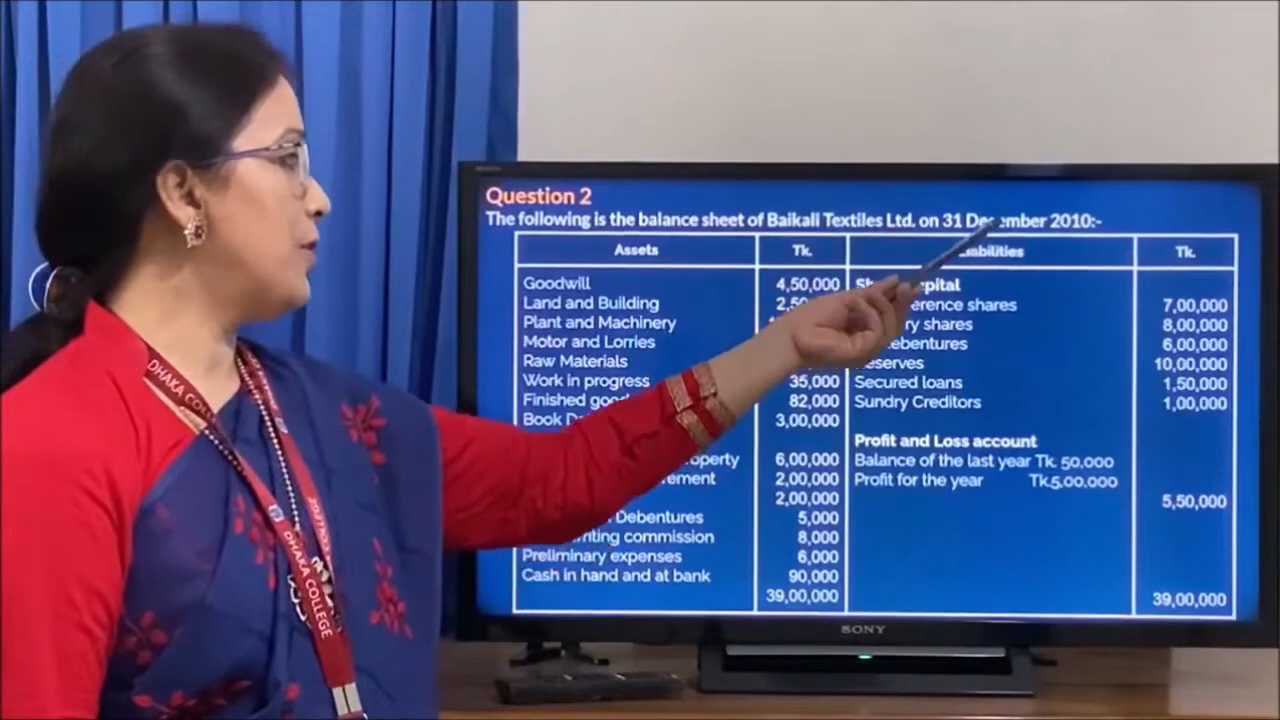 Question 2
The following is the balance sheet of Baikali Textiles Ltd. on 31 December 2010:-
Assets Tk. Tk.
Goodwill 4,50,000
Land and Building
Plant and Machinery 7,00,000
Motor and Lorries 8,00,000
Raw Materials 6,00,000
10,00,000
Work in progress 35,000 Secured loans 1,50,000
Finished 82,000 Sundry Creditors 1,00,000
Book 3,00,000
Profit and Loss account
6,00,000 Balance of the last year Tk. 50,000
2,00,000 Profit for the year Tk.5,00,000
2,00,000 5,50,000
Debentures 5,000
commission 8,000
Preliminary expenses 6,000
Cash in hand and at bank 90,000
39,00,000 39,00,000
SONY
DHAKA COLLEGE
DHAKA COLLEGE